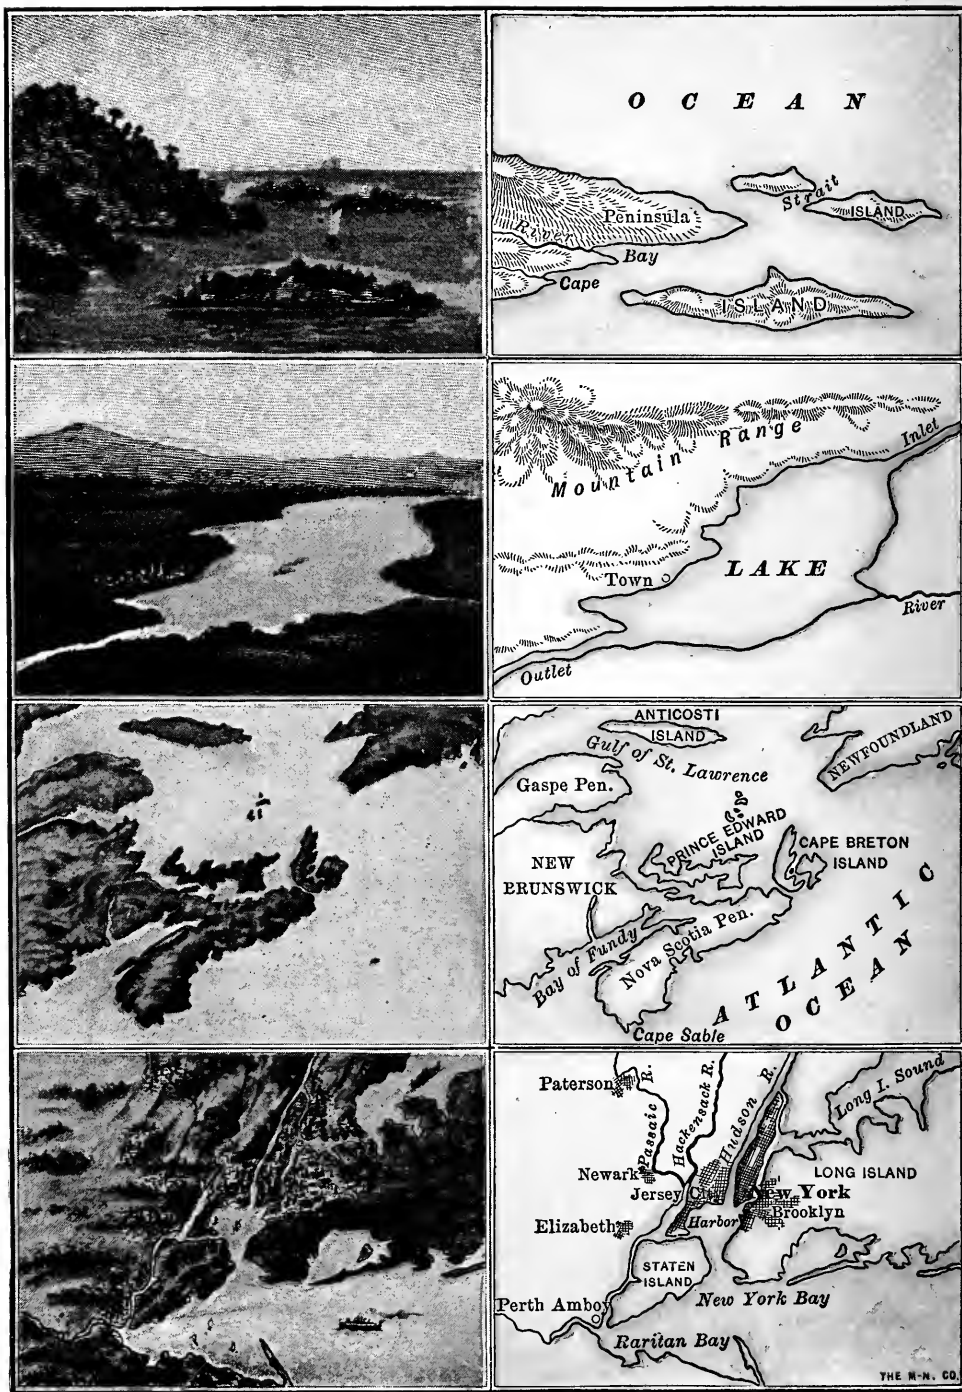 OCEAN
Strait
ISLAND
Peninsula
River
Bay
Cape
ISLAND
Mountain Range
Inlet
LAKE
Town
River
Outlet
ANTICOSTI
ISLAND
NEWFOUNDLAND
Gulf of St. Lawrence
Gaspe Pen.
PRINCE EDWARD
ISLAND
CAPE BRETON
ISLAND
NEW
BRUNSWICK
Bay of Fundy
Nova Scotia Pen.
ATLANTIC
OCEAN
Cape Sable
Paterson
Passaic R.
Hackensack R.
Hudson R.
Long I. Sound
Newark
LONG ISLAND
Jersey City
New York
Brooklyn
Elizabeth
Harbor
STATEN
ISLAND
New York Bay
Perth Amboy
Raritan Bay
THE M-N. CO.